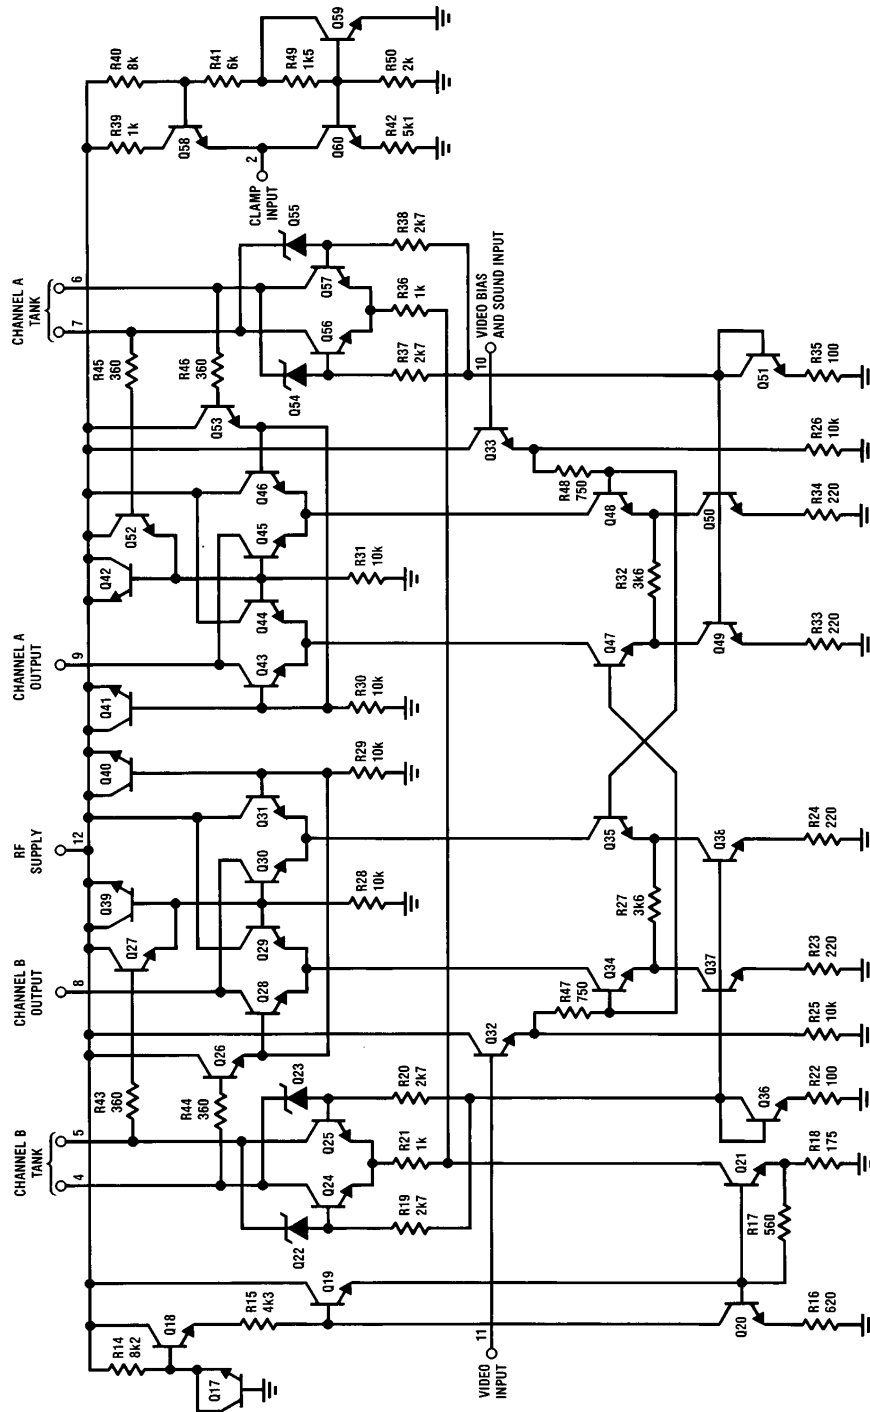 CHANNEL B
TANK
4
5
CHANNEL B
OUTPUT
8
RF
SUPPLY
12
CHANNEL A
OUTPUT
9
CHANNEL A
TANK
7
6
R14
8k2
Q17
Q18
R15
4k3
Q19
R43
360
R44
360
Q26
Q27
Q39
Q40
Q41
Q42
Q52
R45
360
R46
360
Q53
R39
1k
R40
8k
Q58
R41
6k
R49
1k5
Q59
CLAMP
INPUT
2
Q60
R42
5k1
R50
2k
Q22
Q23
Q24
Q25
R19
2k7
R21
1k
R20
2k7
Q28
Q29
Q30
Q31
R28
10k
R29
10k
R30
10k
Q43
Q44
Q45
Q46
R31
10k
Q54
Q55
Q56
Q57
R37
2k7
R36
1k
R38
2k7
VIDEO
INPUT
11
Q32
Q33
10
VIDEO BIAS
AND SOUND INPUT
R47
750
R48
750
Q34
Q35
R27
3k6
Q47
Q48
R32
3k6
Q20
R16
620
R17
560
Q21
R18
175
Q36
R22
100
R25
10k
Q37
R23
220
Q38
R24
220
Q49
R33
220
Q50
R34
220
R26
10k
Q51
R35
100